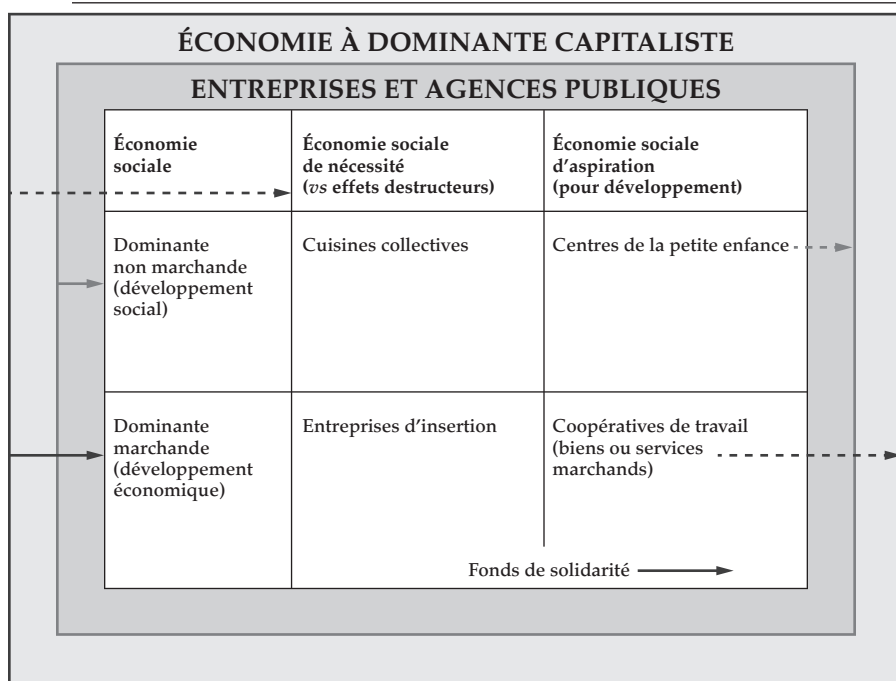 ÉCONOMIE À DOMINANTE CAPITALISTE
ENTREPRISES ET AGENCES PUBLIQUES
Économie
sociale
Économie sociale
de nécessité
(vs effets destructeurs)
Économie sociale
d'aspiration
(pour développement)
Dominante
non marchande
(développement
social)
Cuisines collectives
Centres de la petite enfance
Dominante
marchande
(développement
économique)
Entreprises d'insertion
Coopératives de travail
(biens ou services
marchands)
Fonds de solidarité